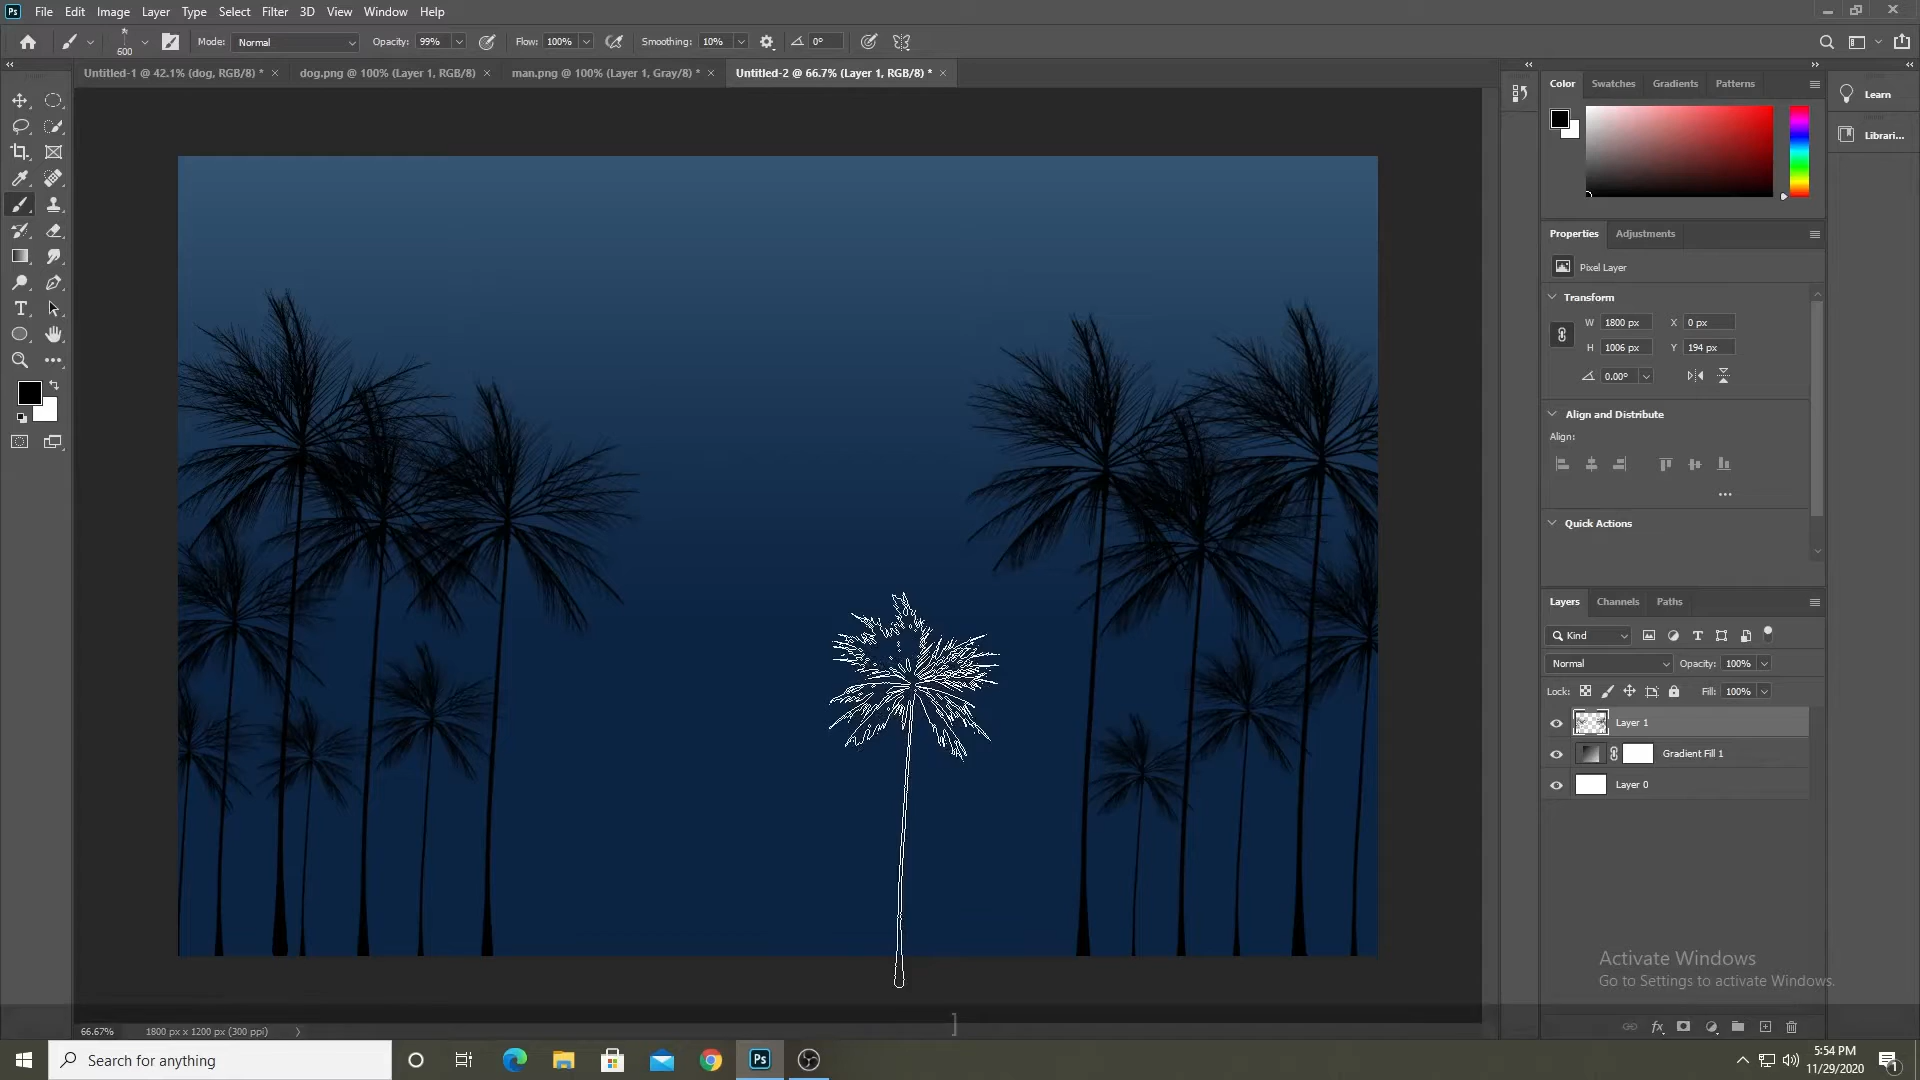 Ps File Edit Image Layer Type Select Filter 3D View Window Help
600 Mode: Normal Opacity: 99% Flow: 100% Smoothing: 10% 0°
Untitled-1 @ 42.1% (dog, RGB/8) * × dog.png @ 100% (Layer 1, RGB/8) × man.png @ 100% (Layer 1, Gray/8) * × Untitled-2 @ 66.7% (Layer 1, RGB/8) * ×
Color Swatches Gradients Patterns
Learn
Librari...
Properties Adjustments
Pixel Layer
Transform
W 1800 px X 0 px
H 1006 px Y 194 px
0.00°
Align and Distribute
Align:
Quick Actions
Layers Channels Paths
Kind
Normal Opacity: 100%
Lock: Fill: 100%
Layer 1
Gradient Fill 1
Layer 0
Activate Windows
Go to Settings to activate Windows.
66.67% 1800 px x 1200 px (300 ppi)
]
fx
Search for anything
Ps
5:54 PM
11/29/2020
1